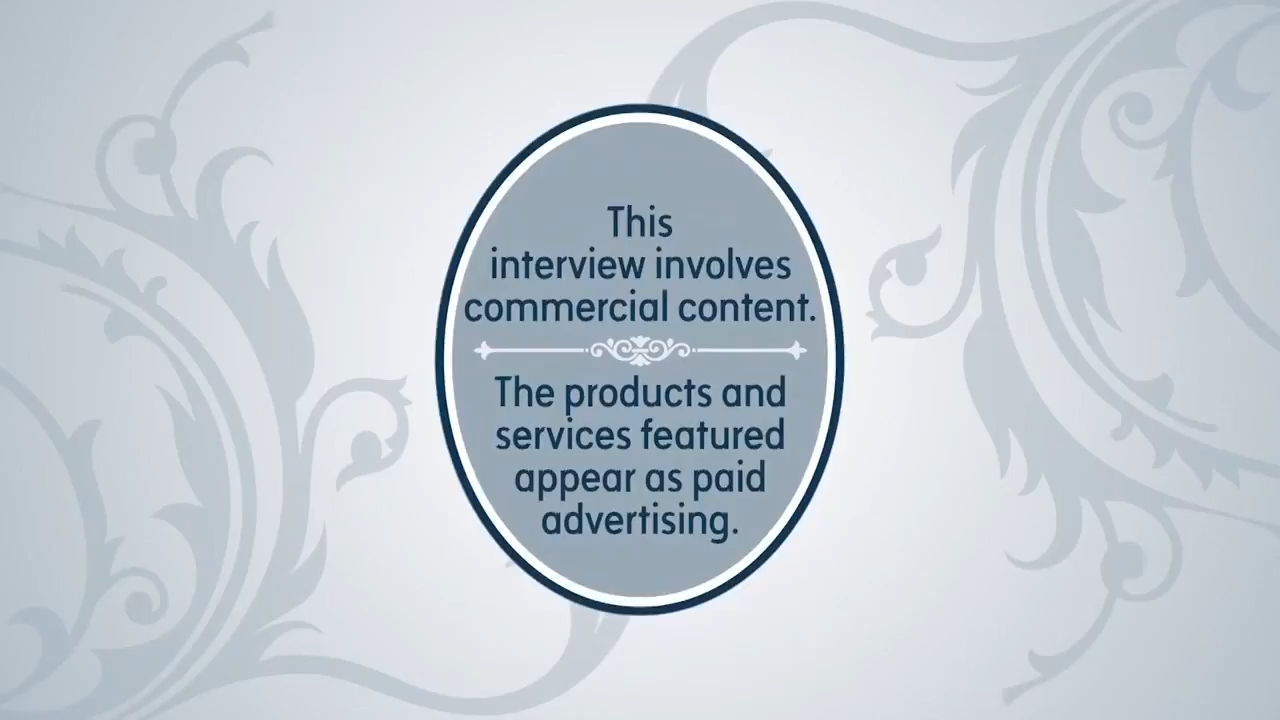 This
interview involves
commercial content.
The products and
services featured
appear as paid
advertising.